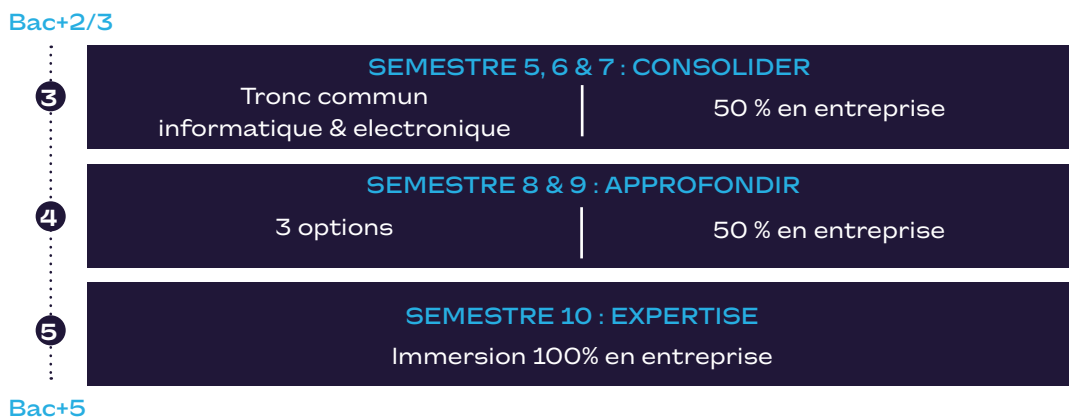 Bac+2/3
SEMESTRE 5, 6 & 7 : CONSOLIDER
3
Tronc commun
informatique & electronique
50 % en entreprise
SEMESTRE 8 & 9 : APPROFONDIR
4
3 options
50 % en entreprise
5
SEMESTRE 10 : EXPERTISE
Immersion 100% en entreprise
Bac+5